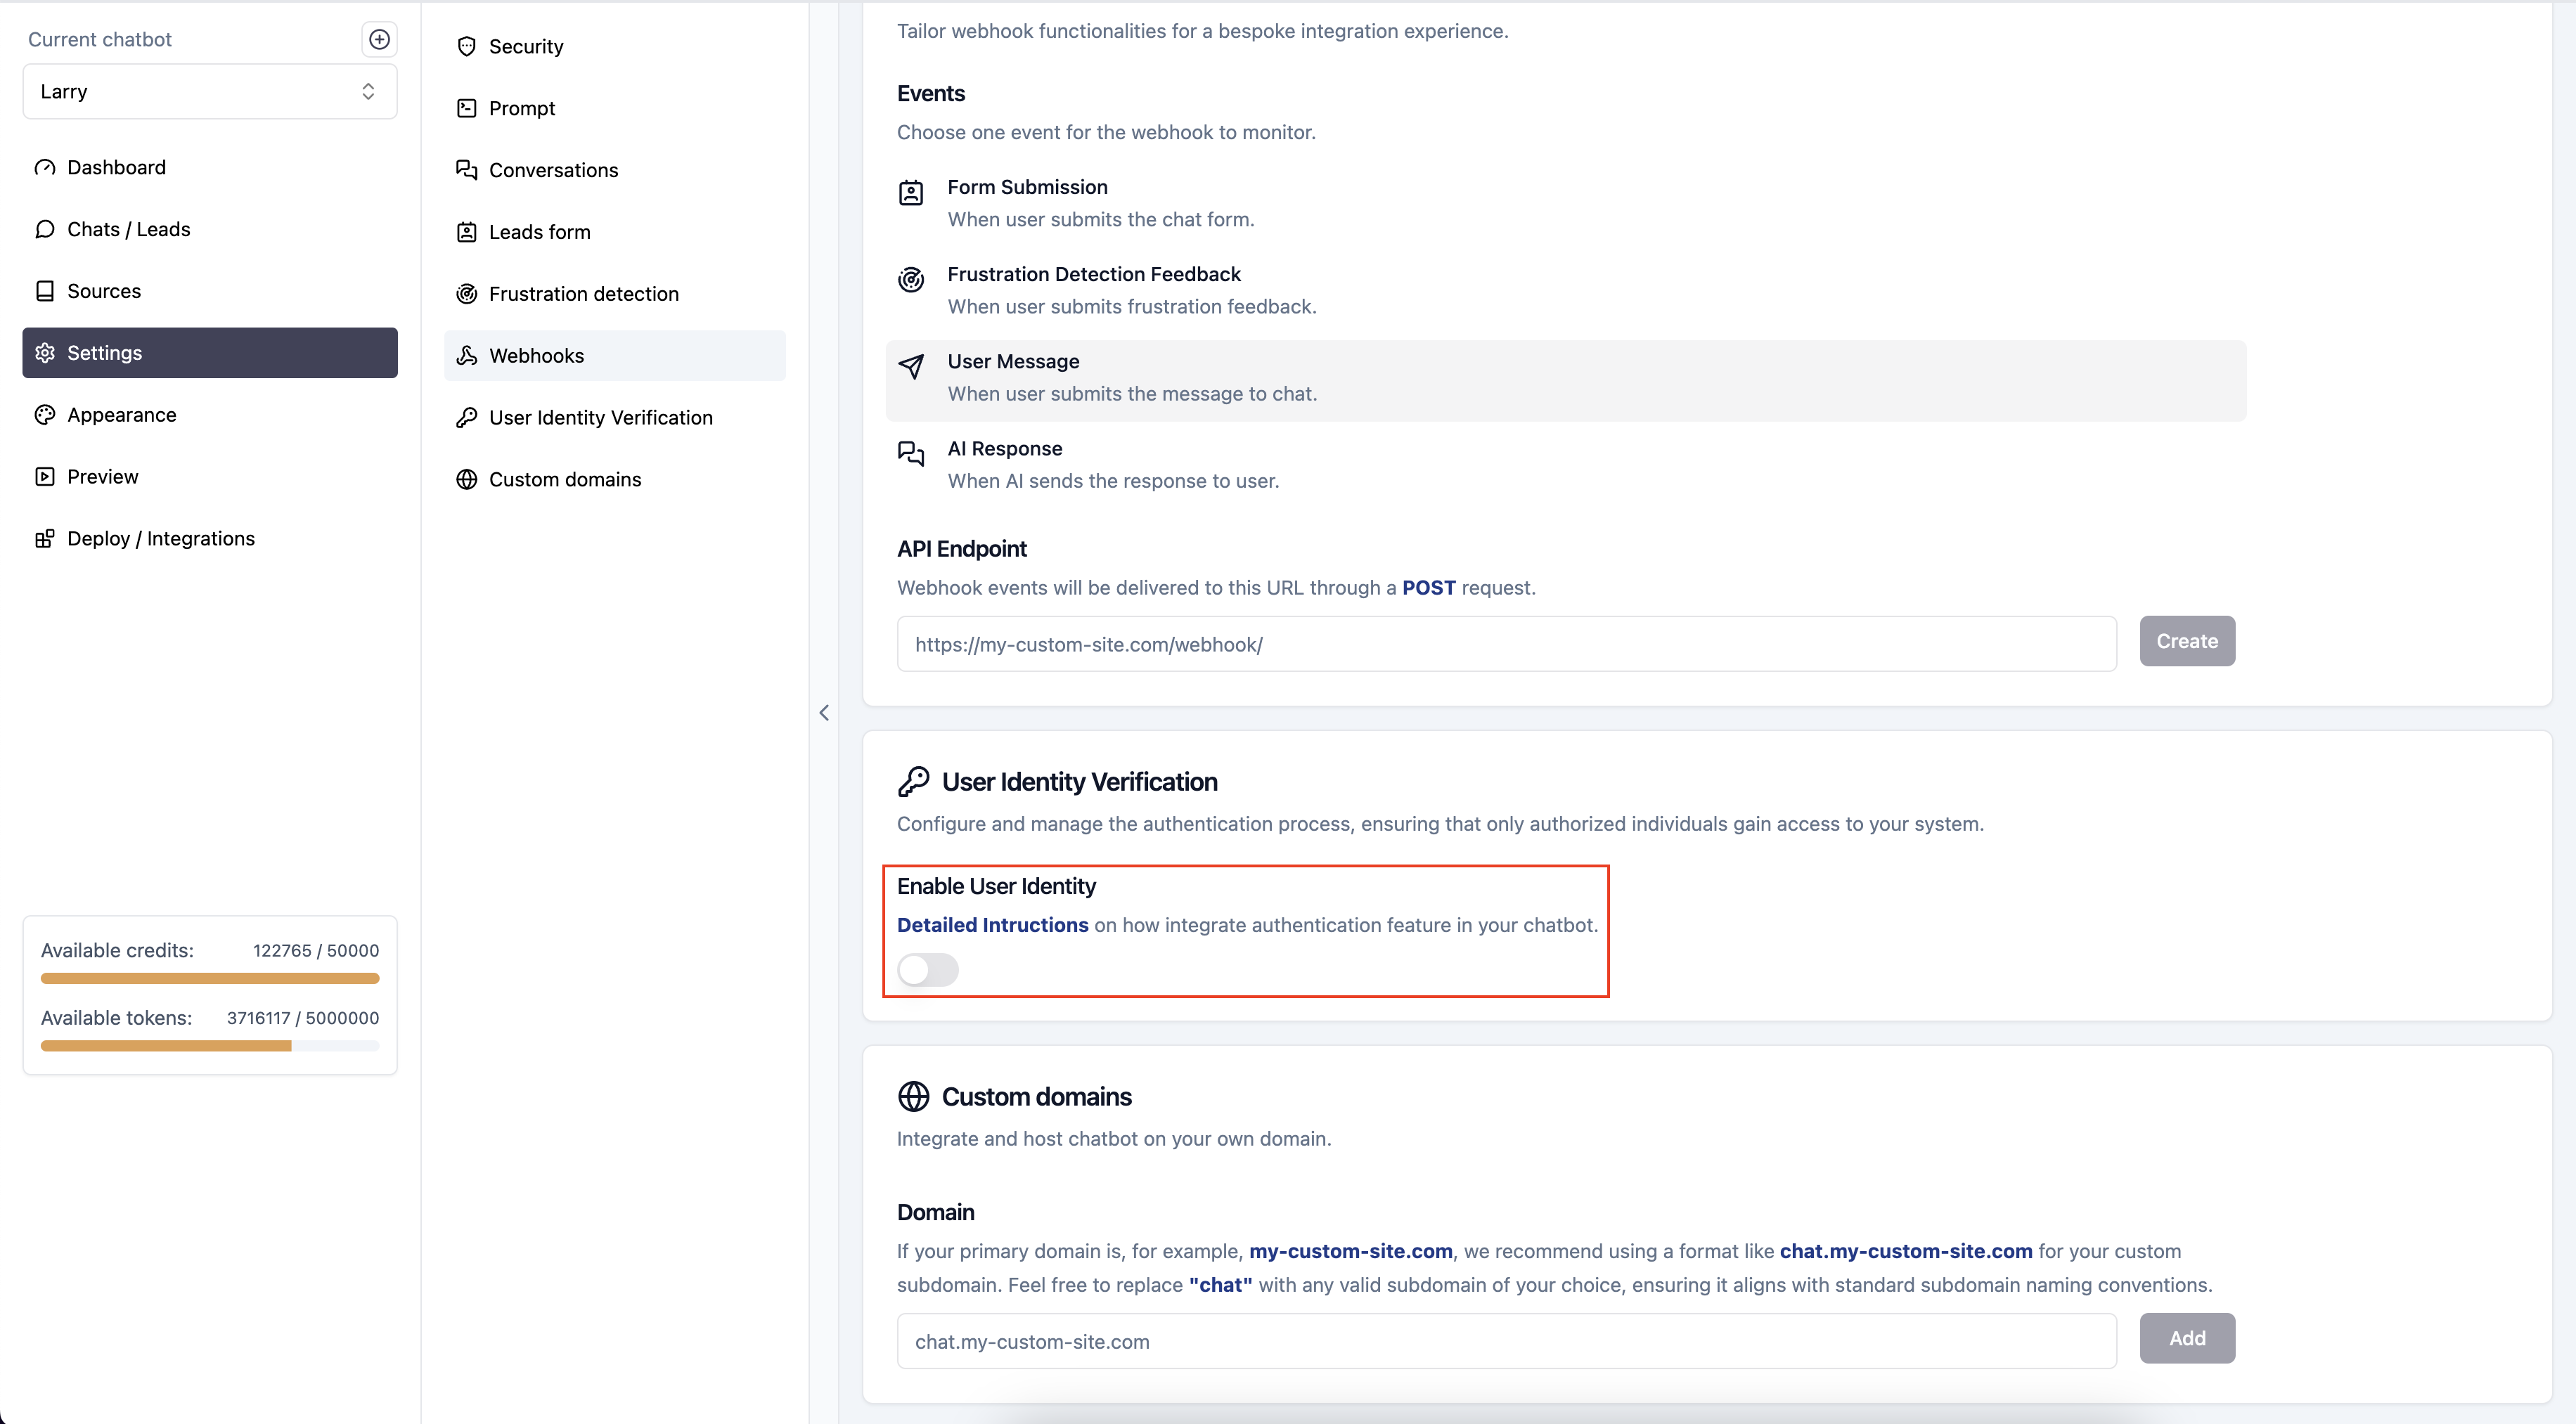 Current chatbot
Larry
Dashboard
Chats / Leads
Sources
Settings
Appearance
Preview
Deploy / Integrations
Available credits: 122765 / 50000
Available tokens: 3716117 / 5000000
Security
Prompt
Conversations
Leads form
Frustration detection
Webhooks
User Identity Verification
Custom domains
Tailor webhook functionalities for a bespoke integration experience.
Events
Choose one event for the webhook to monitor.
Form Submission
When user submits the chat form.
Frustration Detection Feedback
When user submits frustration feedback.
User Message
When user submits the message to chat.
AI Response
When AI sends the response to user.
API Endpoint
Webhook events will be delivered to this URL through a POST request.
https://my-custom-site.com/webhook/
Create
User Identity Verification
Configure and manage the authentication process, ensuring that only authorized individuals gain access to your system.
Enable User Identity
Detailed Intructions on how integrate authentication feature in your chatbot.
Custom domains
Integrate and host chatbot on your own domain.
Domain
If your primary domain is, for example, my-custom-site.com, we recommend using a format like chat.my-custom-site.com for your custom
subdomain. Feel free to replace "chat" with any valid subdomain of your choice, ensuring it aligns with standard subdomain naming conventions.
chat.my-custom-site.com
Add